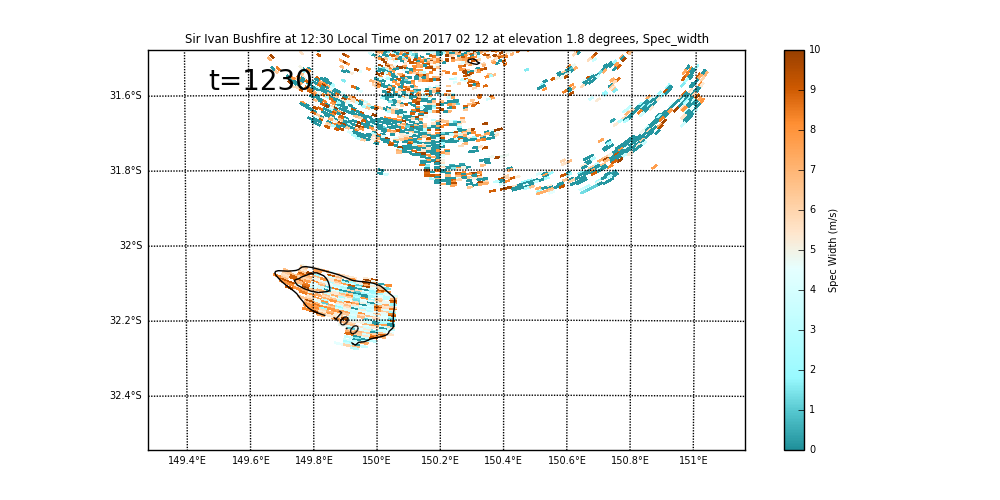 Sir Ivan Bushfire at 12:30 Local Time on 2017 02 12 at elevation 1.8 degrees, Spec_width
t=1230
0
31.6°S
31.8°S
32°S
32.2°S
32.4°S
10.0
149.4°E 149.6°E 149.8°E 150°E 150.2°E 150.4°E 150.6°E 150.8°E 151°E
10
9
8
7
6
5
4
3
2
1
0
Spec Width (m/s)